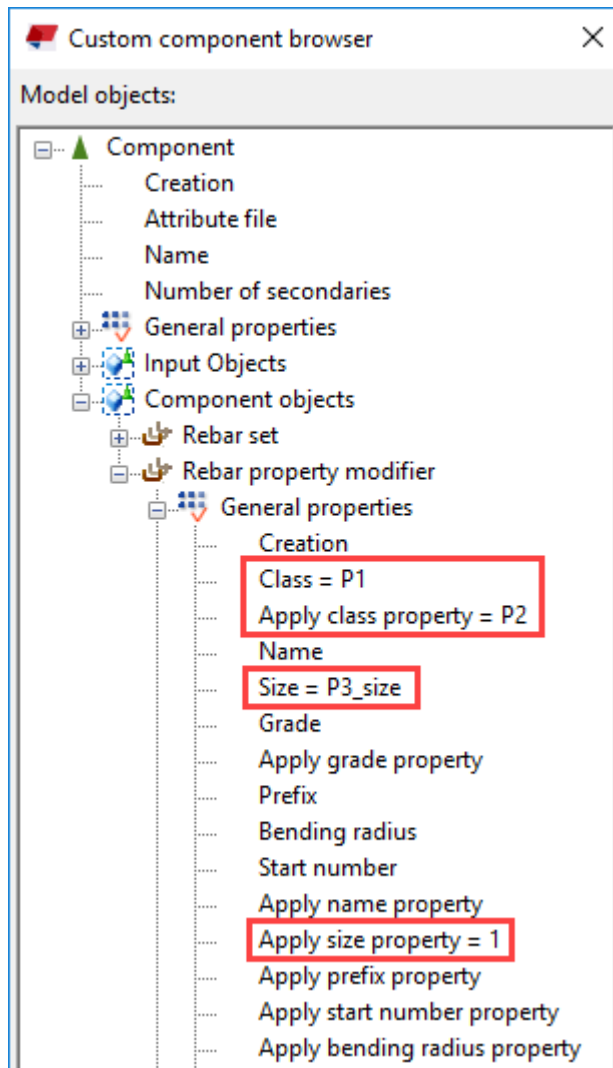 Custom component browser
Model objects:
Component
Creation
Attribute file
Name
Number of secondaries
General properties
Input Objects
Component objects
Rebar set
Rebar property modifier
General properties
Creation
Class = P1
Apply class property = P2
Name
Size = P3_size
Grade
Apply grade property
Prefix
Bending radius
Start number
Apply name property
Apply size property = 1
Apply prefix property
Apply start number property
Apply bending radius property